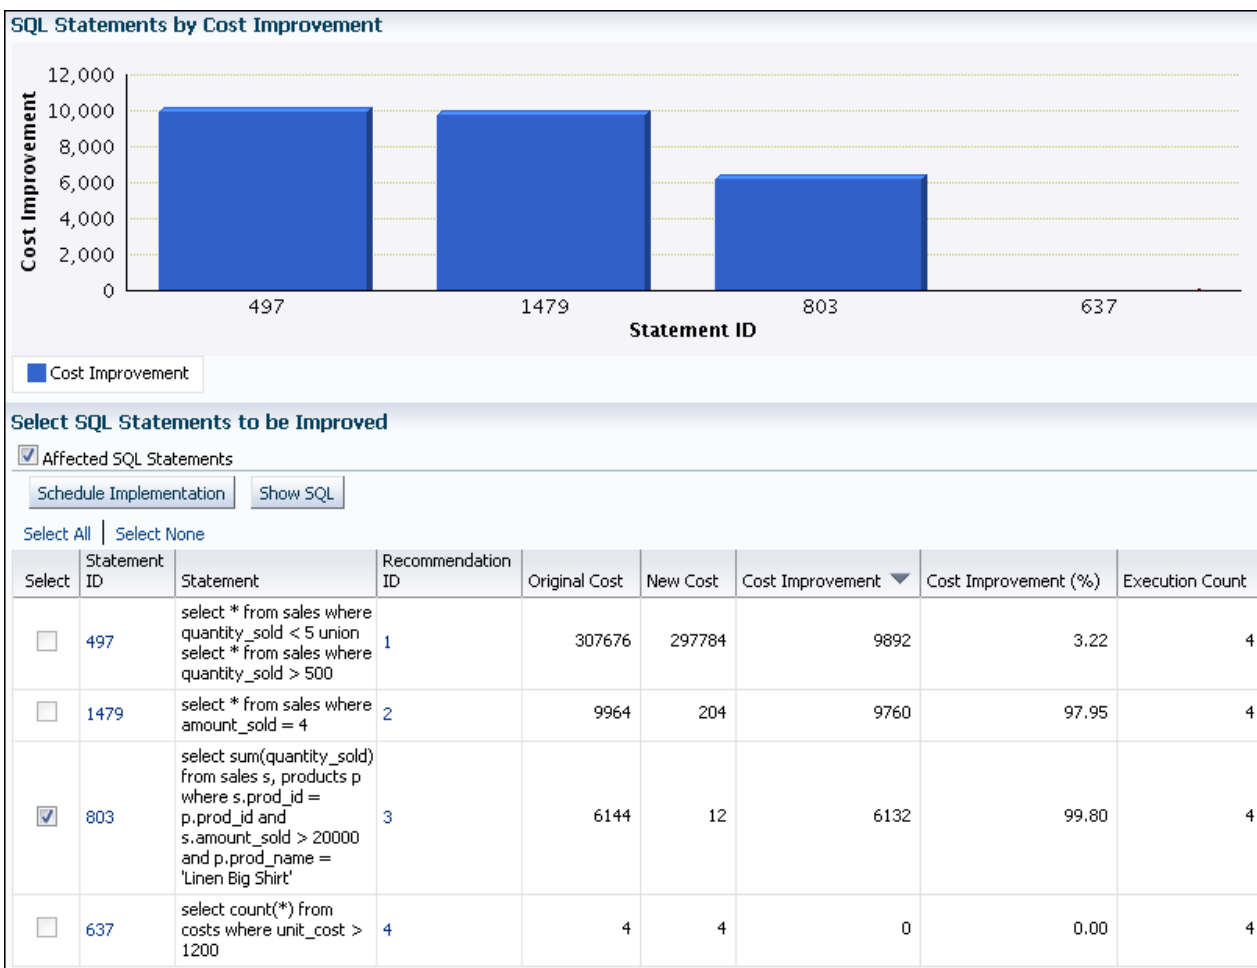 SQL Statements by Cost Improvement
12,000
10,000
8,000
6,000
4,000
2,000
0
Cost Improvement
497 1479 803 637
Statement ID
Cost Improvement
Select SQL Statements to be Improved
Affected SQL Statements
Schedule Implementation Show SQL
Select All | Select None
Select Statement ID Statement Recommendation ID Original Cost New Cost Cost Improvement Cost Improvement (%) Execution Count
select * from sales where
quantity_sold < 5 union
497 select * from sales where 1 307676 297784 9892 3.22 4
quantity_sold > 500
1479 select * from sales where 2 9964 204 9760 97.95 4
amount_sold = 4
select sum(quantity_sold)
from sales s, products p
where s.prod_id =
803 p.prod_id and 3 6144 12 6132 99.80 4
s.amount_sold > 20000
and p.prod_name =
'Linen Big Shirt'
select count(*) from
637 costs where unit_cost > 4 4 4 0 0.00 4
1200